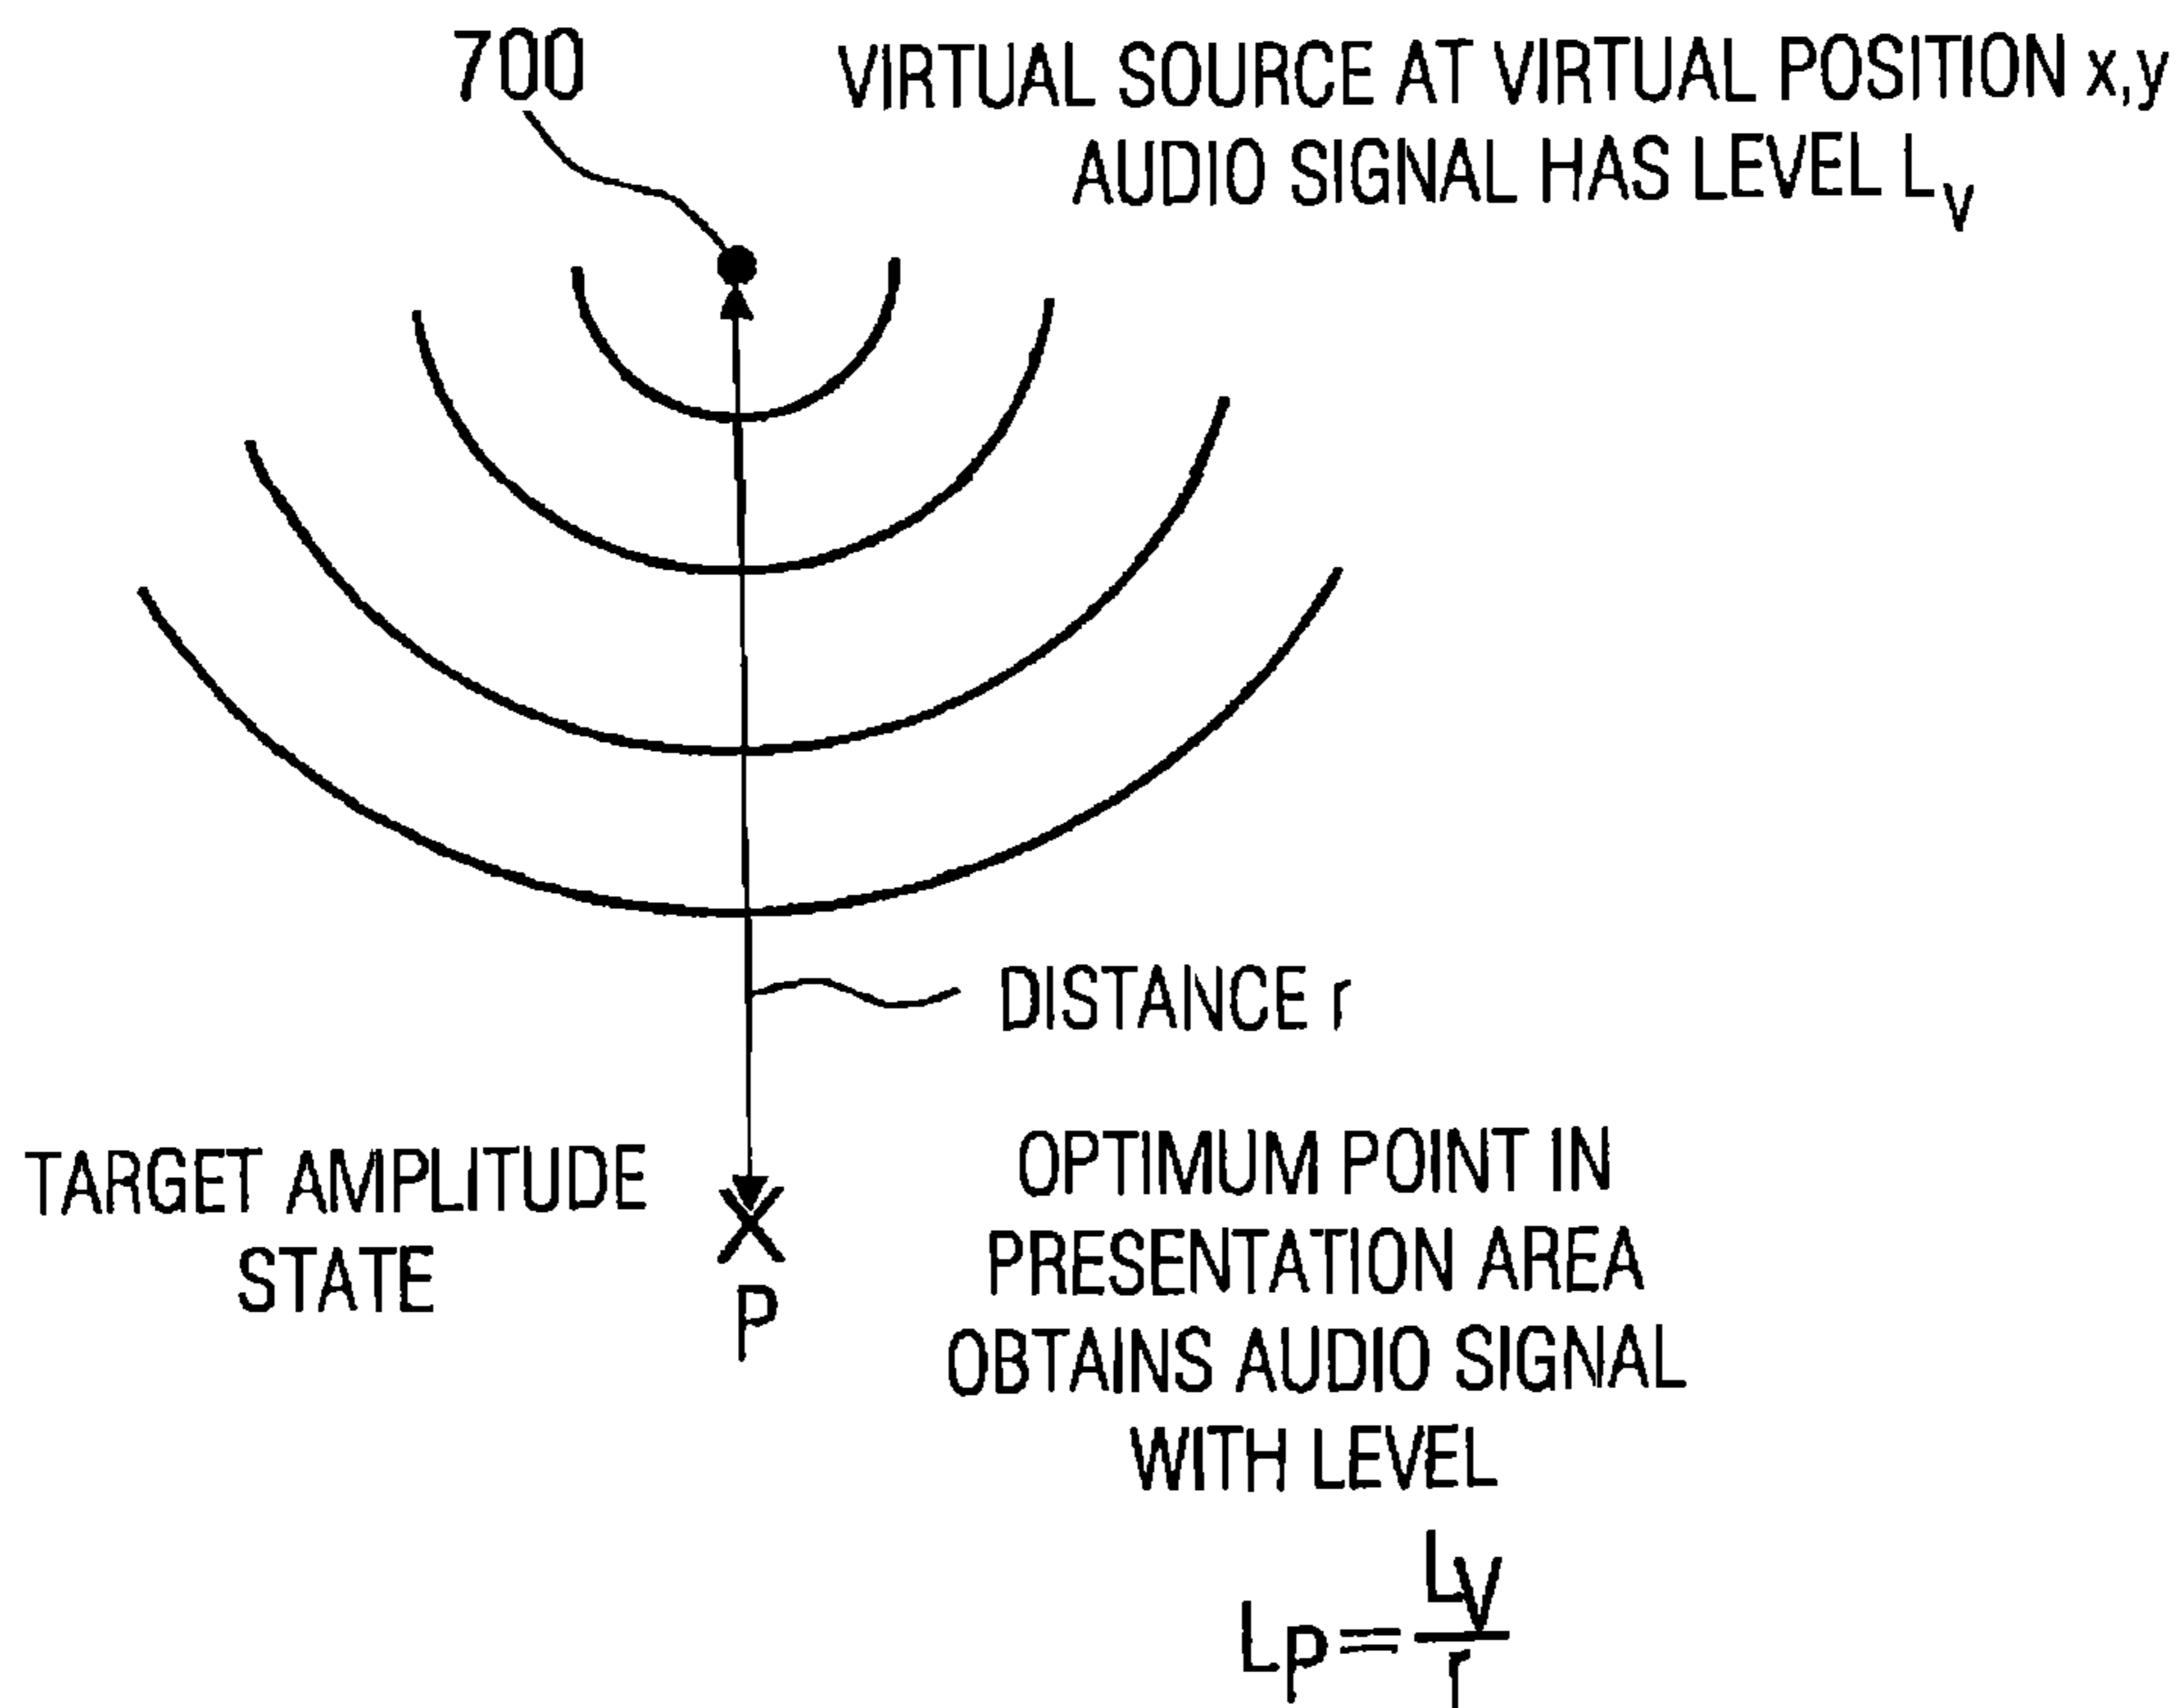 700
VIRTUAL SOURCE AT VIRTUAL POSITION x,y
AUDIO SIGNAL HAS LEVEL Lv
DISTANCE r
TARGET AMPLITUDE
STATE
P
OPTIMUM POINT IN
PRESENTATION AREA
OBTAINS AUDIO SIGNAL
WITH LEVEL
Lp = Lv / r